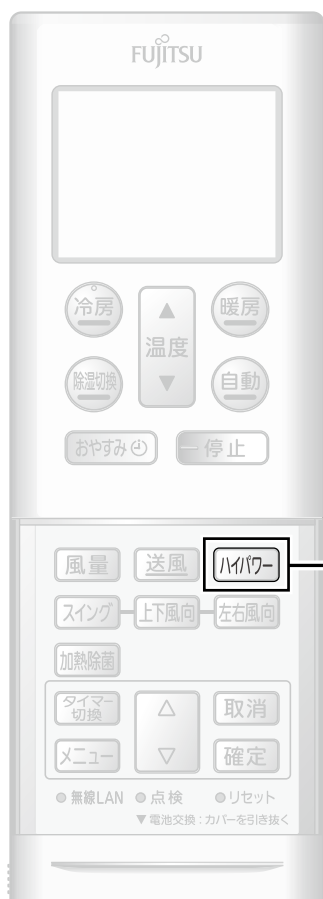 FUJITSU
冷房 ▲ 暖房
温度
除湿切換 ▼ 自動
おやすみ 停止
風量 送風 ハイパワー
スイング 上下風向 左右風向
加熱除菌
タイマー切換 △ 取消
メニュー ▽ 確定
無線LAN 点検 リセット
▼電池交換:カバーを引き抜く